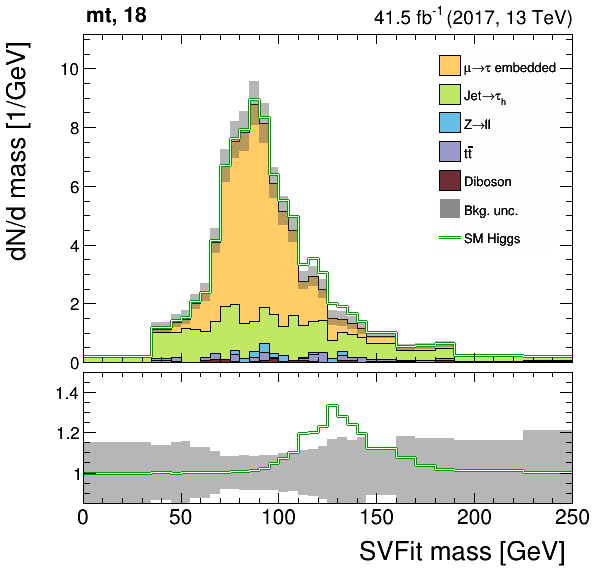 mt, 18
41.5 fb⁻¹ (2017, 13 TeV)
dN/d mass [1/GeV]
10
8
6
4
2
0
μ→τ embedded
Jet→τₕ
Z→ll
tt̅
Diboson
Bkg. unc.
SM Higgs
1.4
1.2
1
0 50 100 150 200 250
SVFit mass [GeV]